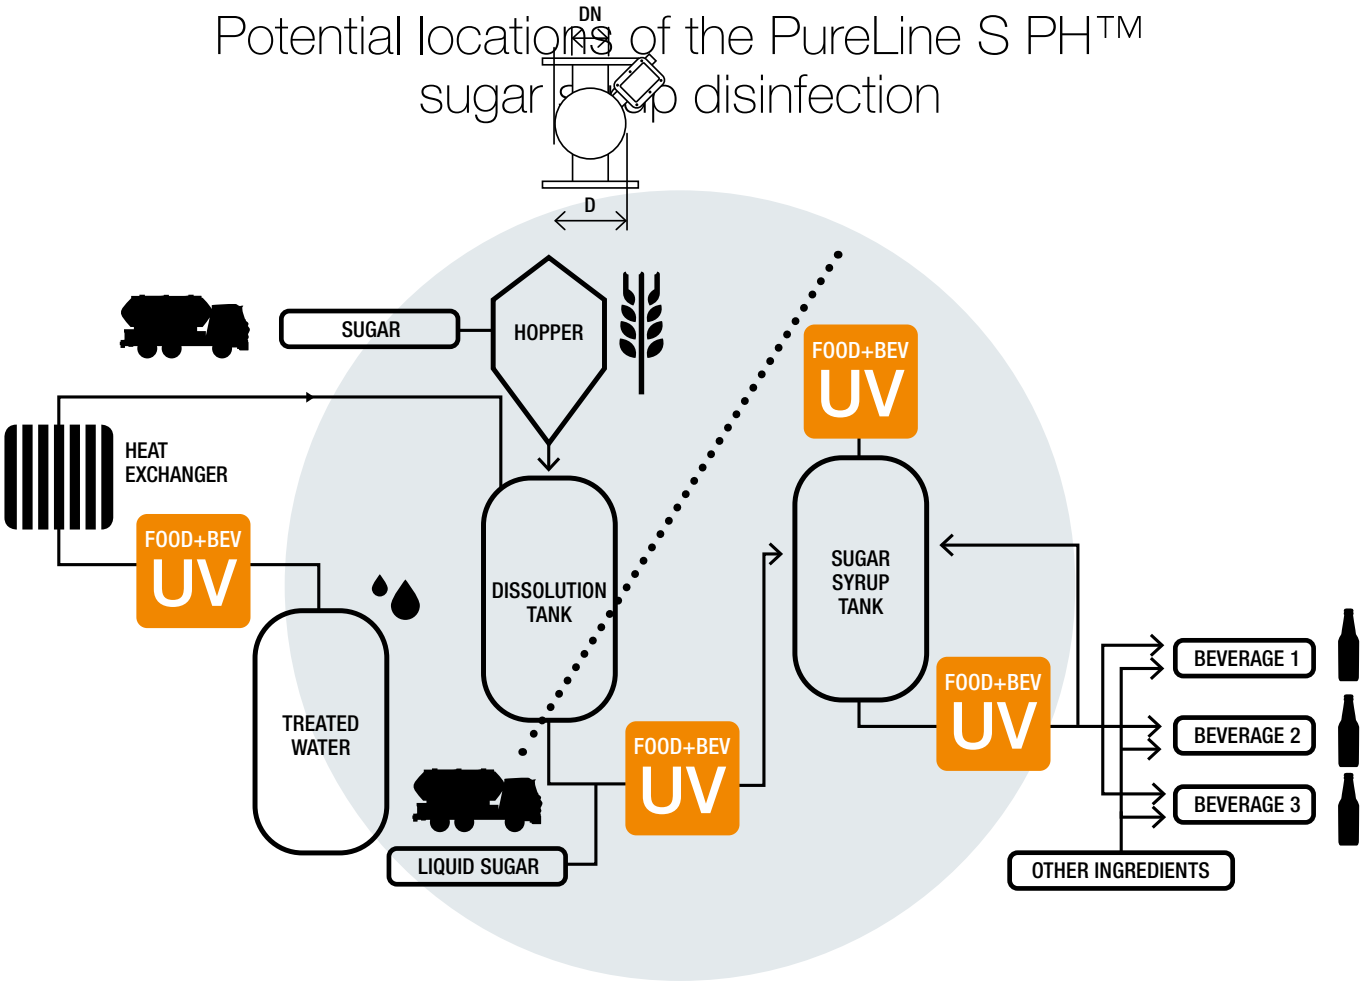 DN
Potential locations of the PureLine S PH™
sugar syrup disinfection
D
SUGAR
HOPPER
FOOD+BEV
UV
HEAT
EXCHANGER
FOOD+BEV
UV
DISSOLUTION
TANK
SUGAR
SYRUP
TANK
TREATED
WATER
FOOD+BEV
UV
FOOD+BEV
UV
BEVERAGE 1
BEVERAGE 2
BEVERAGE 3
LIQUID SUGAR
OTHER INGREDIENTS